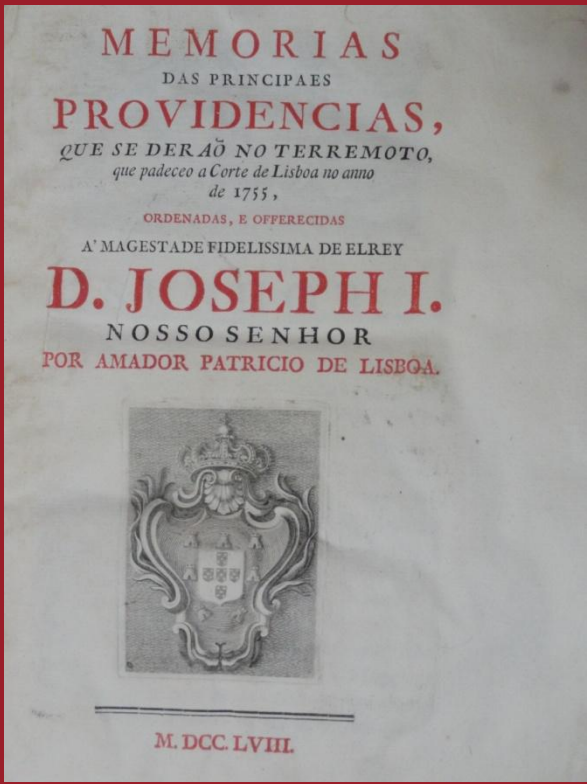 MEMORIAS
DAS PRINCIPAES
PROVIDENCIAS,
QUE SE DERAÕ NO TERREMOTO,
que padeceo a Corte de Lisboa no anno
de 1755,
ORDENADAS, E OFFERECIDAS
A' MAGESTADE FIDELISSIMA DE ELREY
D. JOSEPH I.
NOSSO SENHOR
POR AMADOR PATRICIO DE LISBOA.
M. DCC. LVIII.